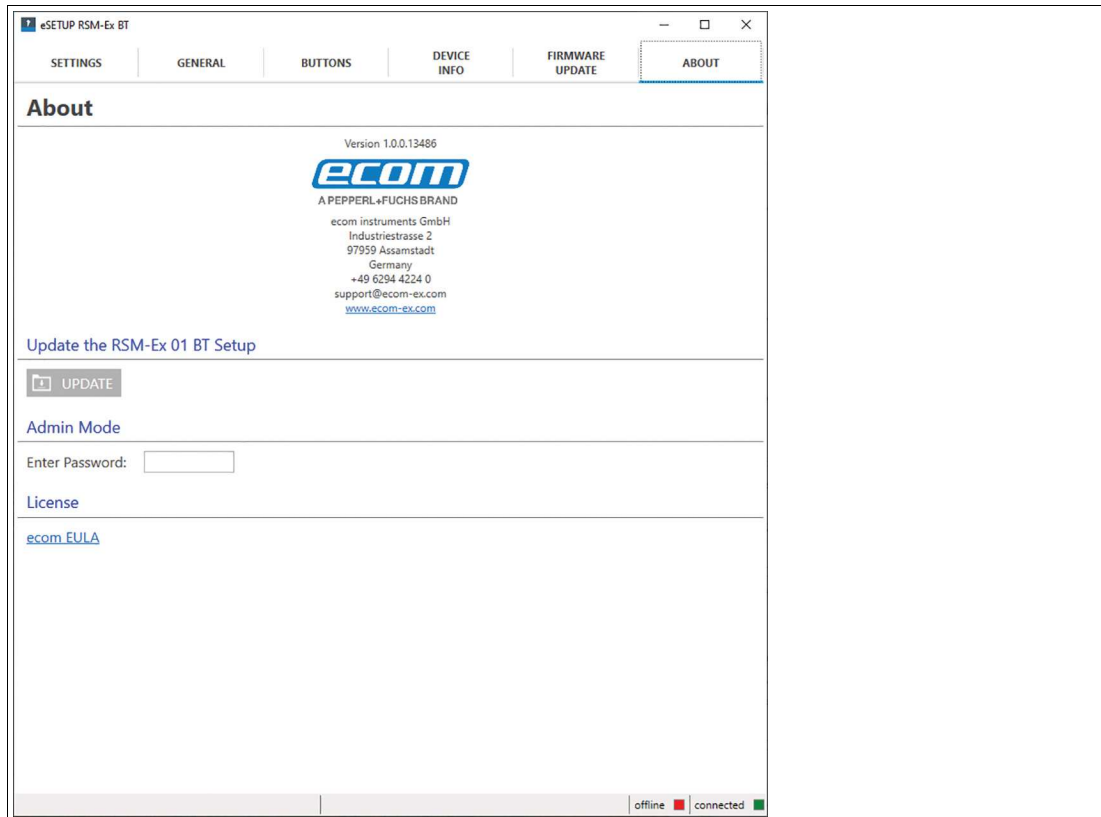 eSETUP RSM-Ex BT
SETTINGS
GENERAL
BUTTONS
DEVICE
INFO
FIRMWARE
UPDATE
ABOUT
About
Version 1.0.0.13486
ecom
A PEPPERL+FUCHS BRAND
ecom instruments GmbH
Industriestrasse 2
97959 Assamstadt
Germany
+49 6294 4224 0
support@ecom-ex.com
www.ecom-ex.com
Update the RSM-Ex 01 BT Setup
UPDATE
Admin Mode
Enter Password:
License
ecom EULA
offline connected